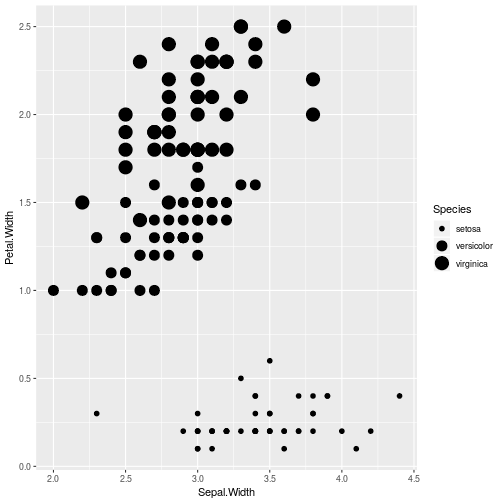 2.5
2.0
1.5
1.0
0.5
0.0
Petal.Width
2.0 2.5 3.0 3.5 4.0 4.5
Sepal.Width
Species
setosa
versicolor
virginica